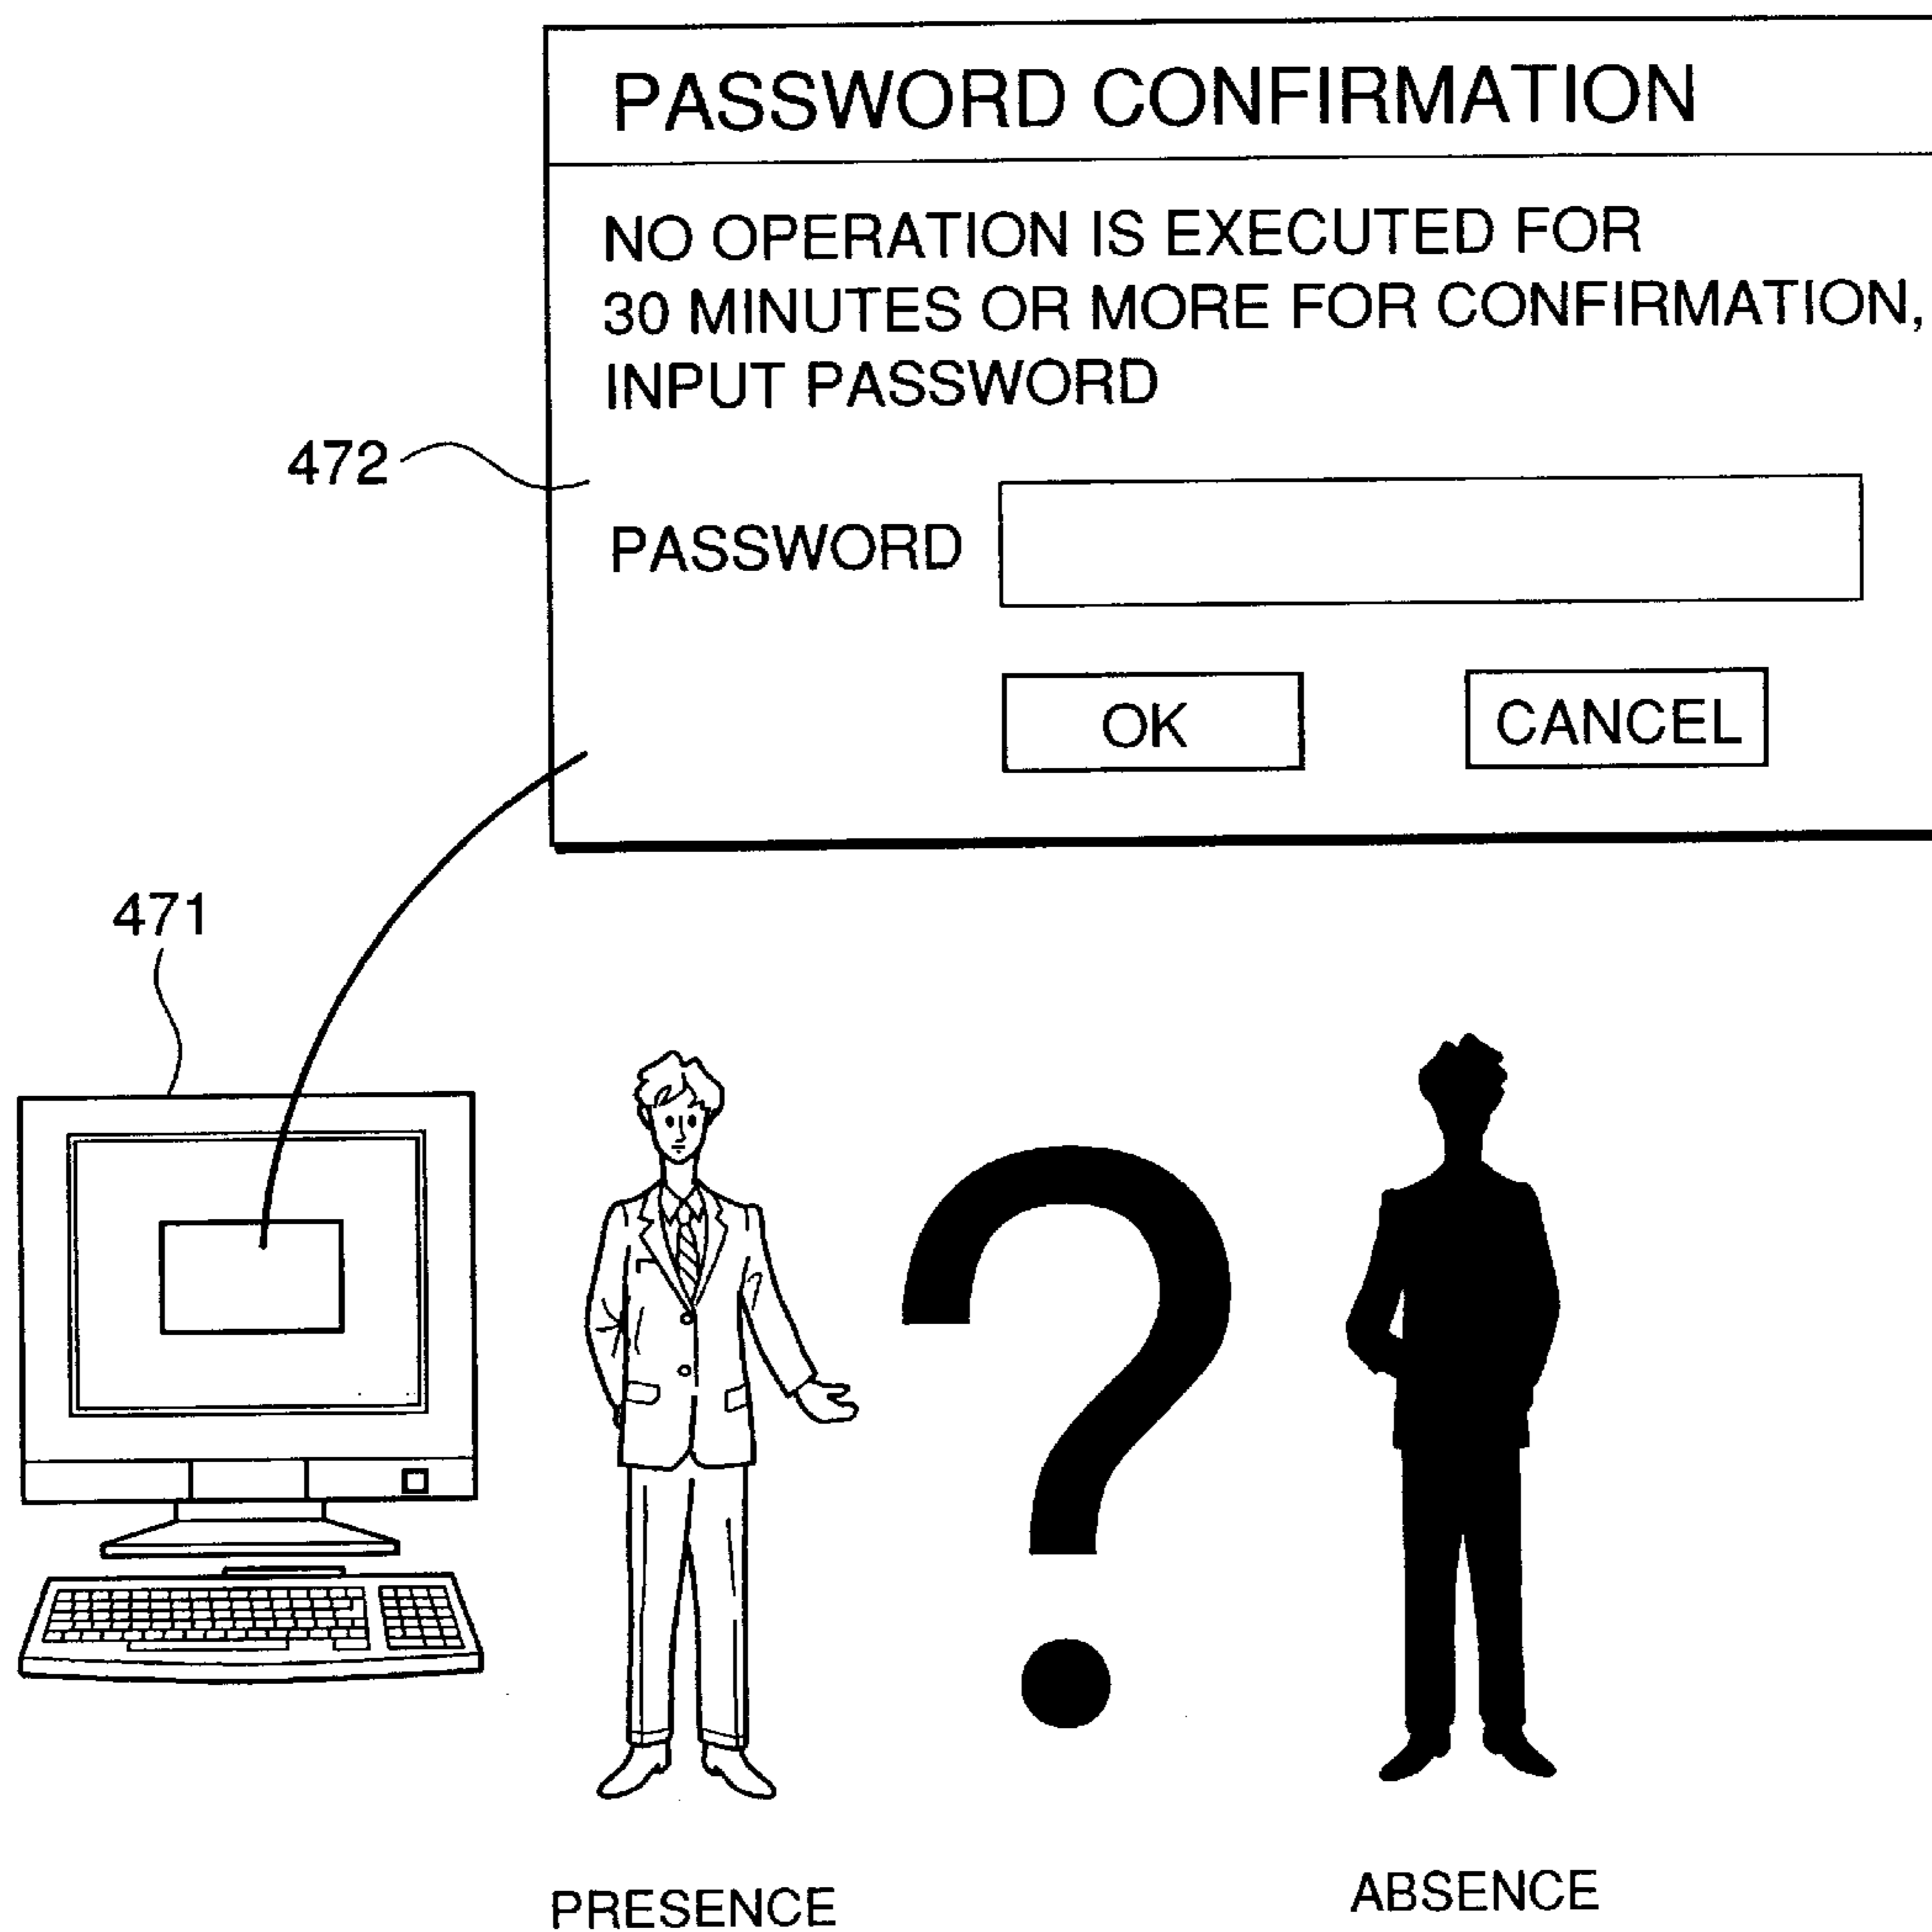 PASSWORD CONFIRMATION
NO OPERATION IS EXECUTED FOR
30 MINUTES OR MORE FOR CONFIRMATION,
INPUT PASSWORD
472
PASSWORD
OK
CANCEL
471
PRESENCE
ABSENCE